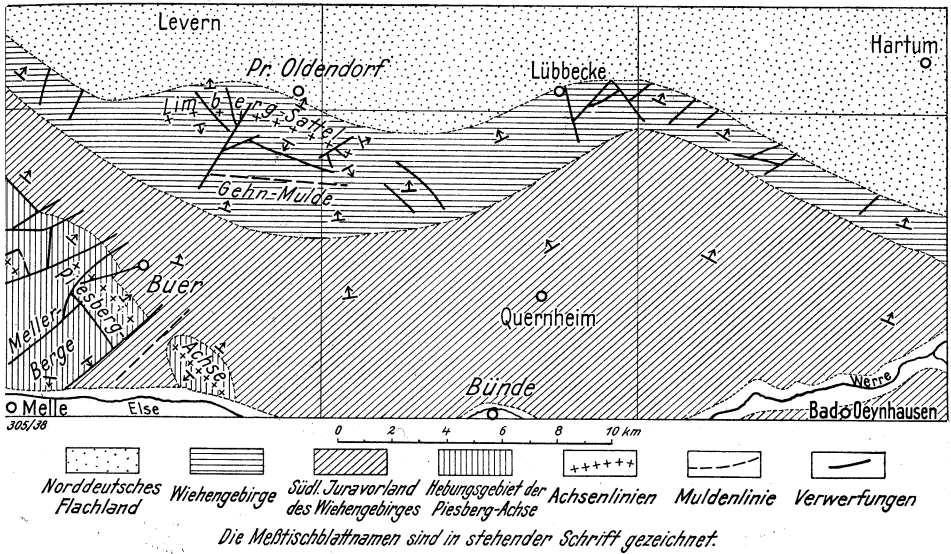 Levern
Hartum
Pr. Oldendorf
Lübbecke
Limberg-Sattel
Gehn-Mulde
Buer
Piesberg-
Achse
Meller-
Berge
Quernheim
Bünde
Werre
Melle
Else
Bad Oeynhausen
305/38
0 2 4 6 8 10 km
Norddeutsches
Flachland
Wiehengebirge
Südl. Juravorland
des Wiehengebirges
Hebungsgebiet der
Piesberg-Achse
Achsenlinien
Muldenlinie
Verwerfungen
Die Meßtischblattnamen sind in stehender Schrift gezeichnet.